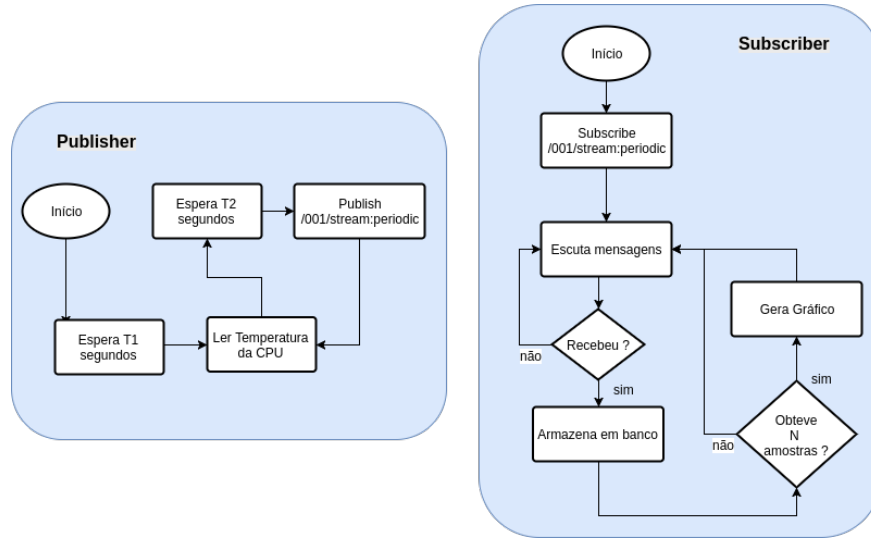 Publisher
Início
Espera T2
segundos
Publish
/001/stream:periodic
Espera T1
segundos
Ler Temperatura
da CPU
Subscriber
Início
Subscribe
/001/stream:periodic
Escuta mensagens
Recebeu ?
não
sim
Armazena em banco
Gera Gráfico
sim
Obteve
N
amostras ?
não